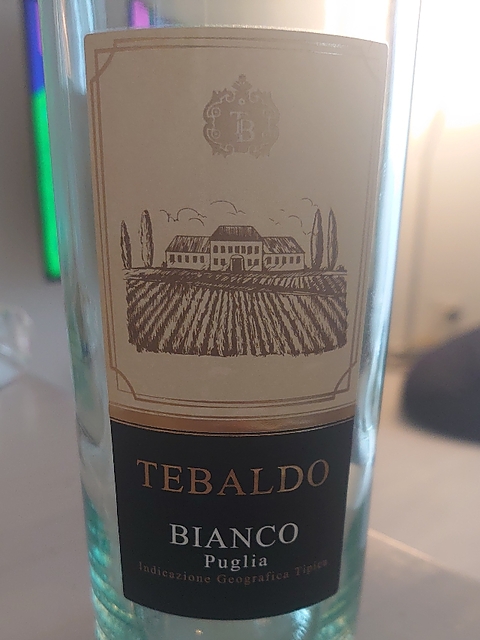 TB
TEBALDO
BIANCO
Puglia
Indicazione Geografica Tipica